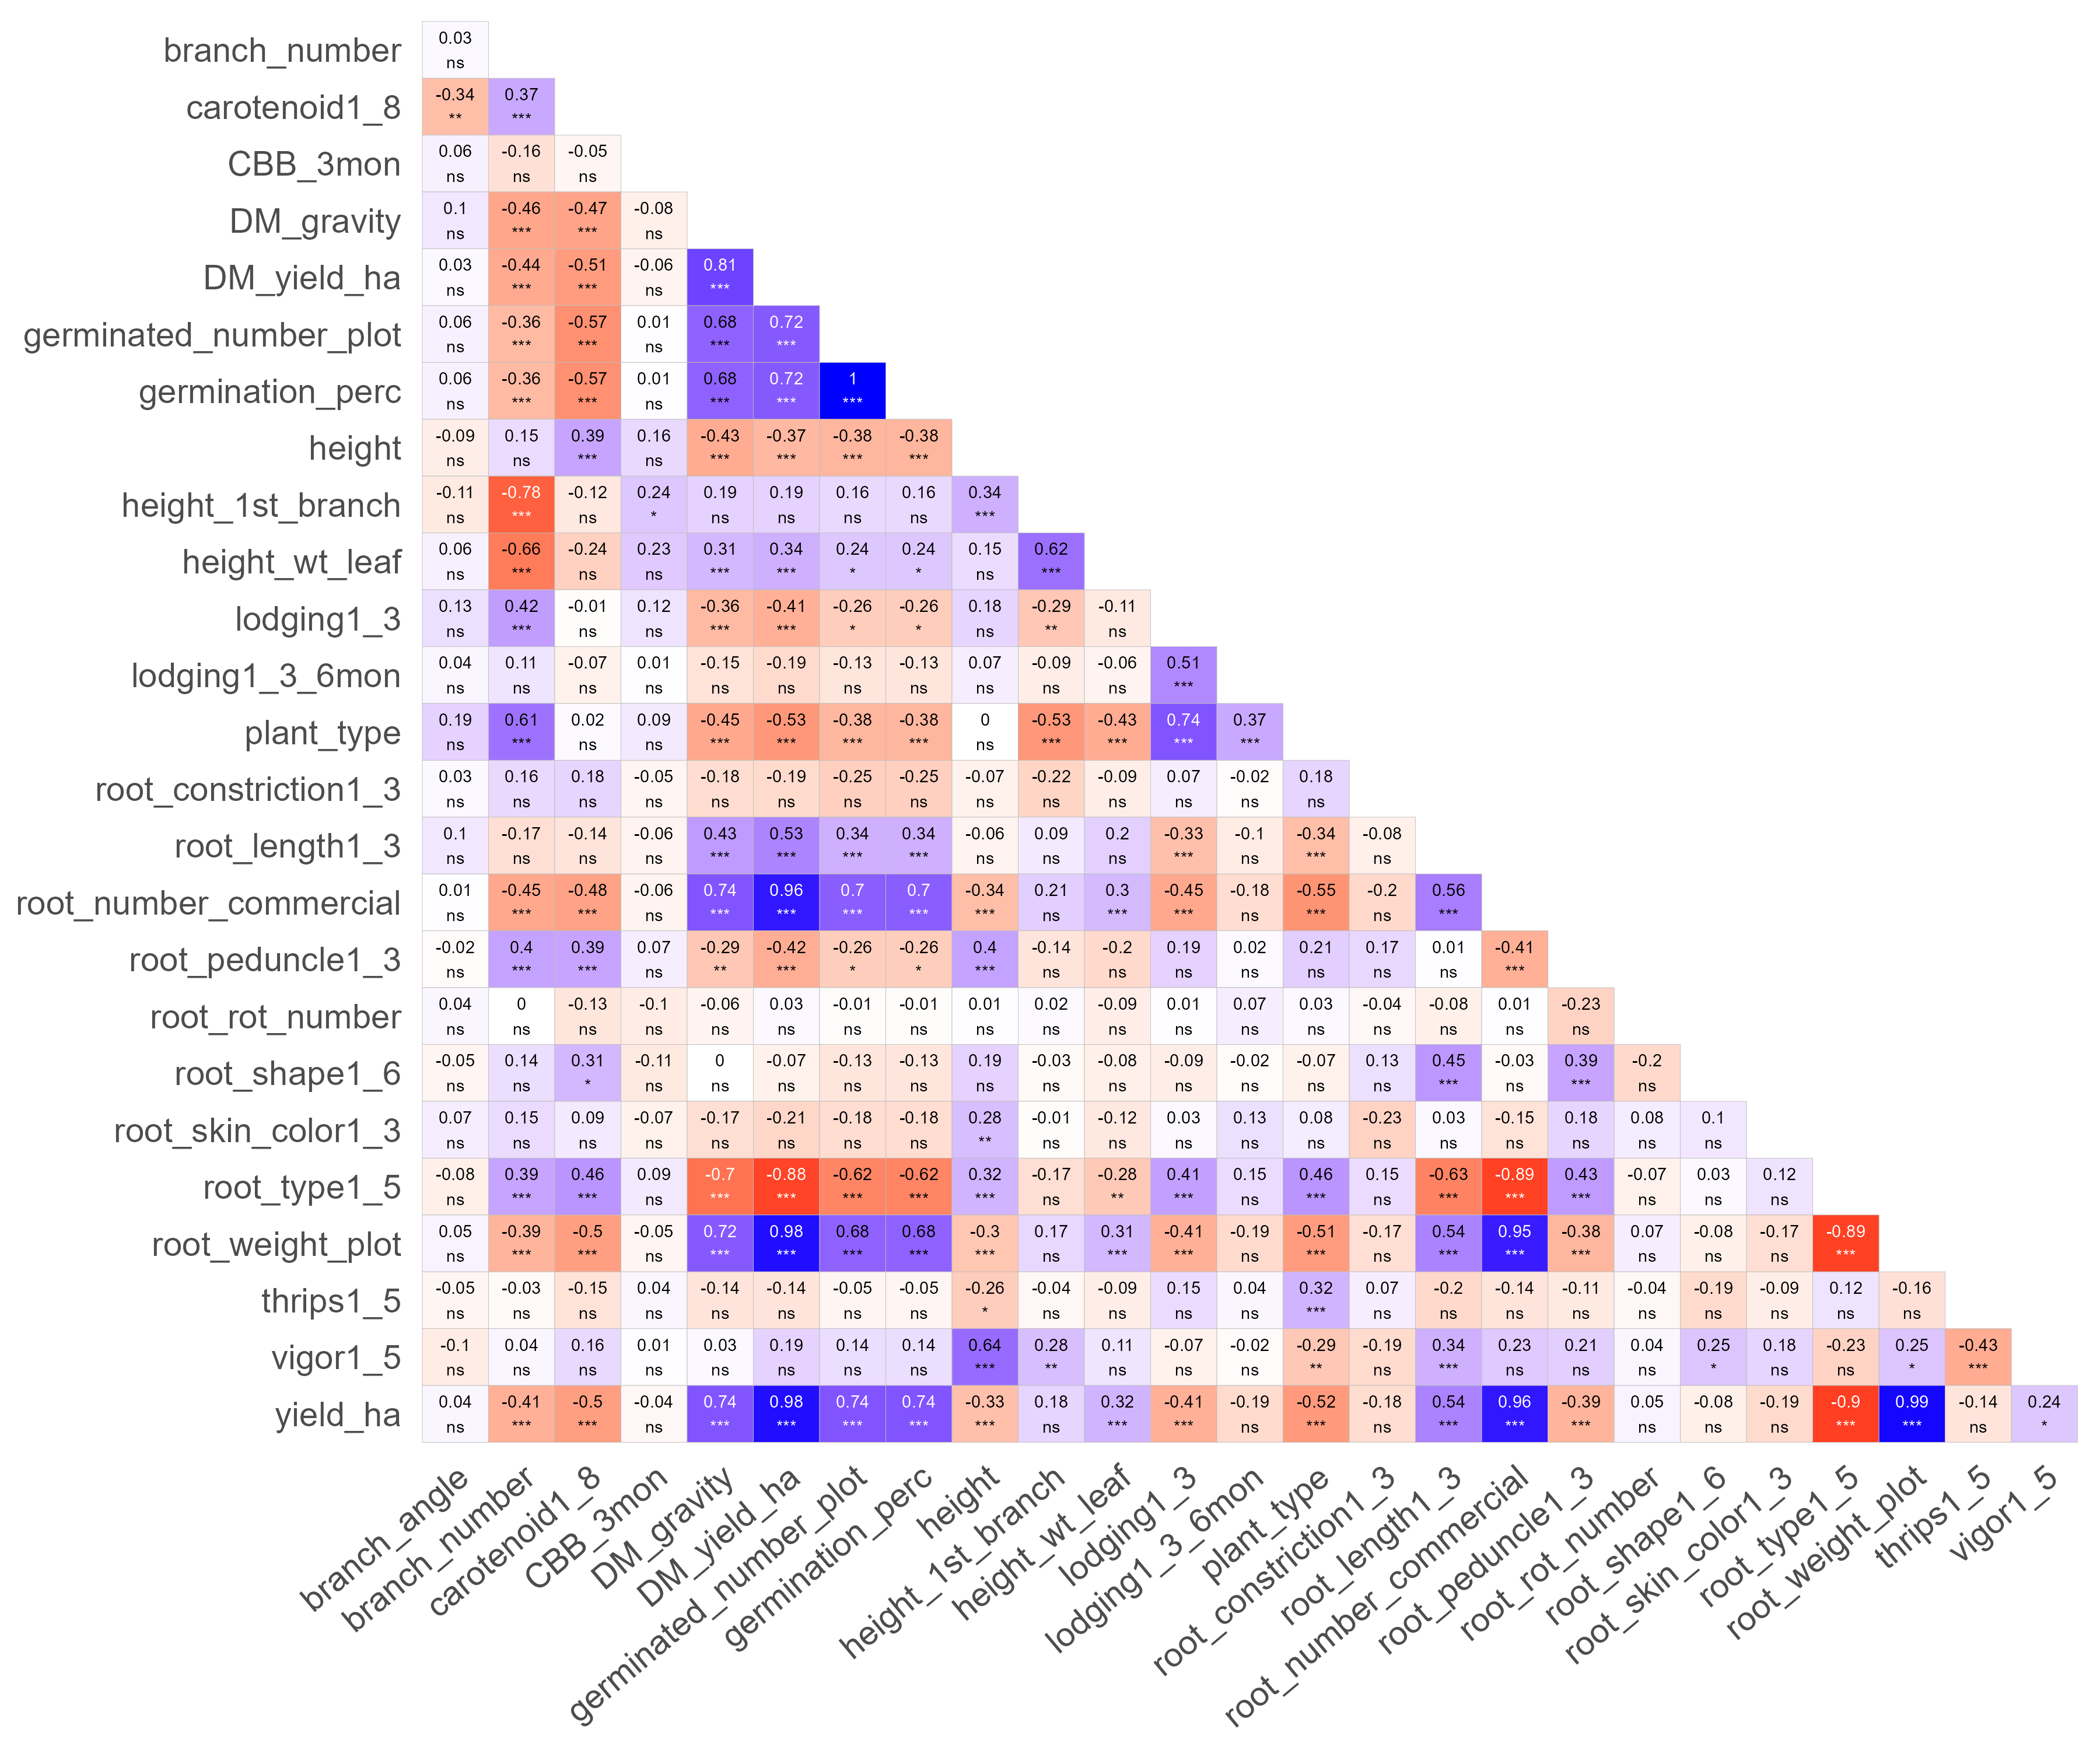 0.03
branch_number
ns
-0.34 0.37
carotenoid1_8
** ***
0.06 -0.16 -0.05
CBB_3mon
ns ns ns
0.1 -0.46 -0.47 -0.08
DM_gravity
ns *** *** ns
0.03 -0.44 -0.51 -0.06 0.81
DM_yield_ha
ns *** *** ns ***
0.06 -0.36 -0.57 0.01 0.68 0.72
germinated_number_plot
ns *** *** ns *** ***
0.06 -0.36 -0.57 0.01 0.68 0.72 1
germination_perc
ns *** *** ns *** *** ***
-0.09 0.15 0.39 0.16 -0.43 -0.37 -0.38 -0.38
height
ns ns *** ns *** *** *** ***
-0.11 -0.78 -0.12 0.24 0.19 0.19 0.16 0.16 0.34
height_1st_branch
ns *** ns * ns ns ns ns ***
0.06 -0.66 -0.24 0.23 0.31 0.34 0.24 0.24 0.15 0.62
height_wt_leaf
ns *** ns ns *** *** * * ns ***
0.13 0.42 -0.01 0.12 -0.36 -0.41 -0.26 -0.26 0.18 -0.29 -0.11
lodging1_3
ns *** ns ns *** *** * * ns ** ns
0.04 0.11 -0.07 0.01 -0.15 -0.19 -0.13 -0.13 0.07 -0.09 -0.06 0.51
lodging1_3_6mon
ns ns ns ns ns ns ns ns ns ns ns ***
0.19 0.61 0.02 0.09 -0.45 -0.53 -0.38 -0.38 0 -0.53 -0.43 0.74 0.37
plant_type
ns *** ns ns *** *** *** *** ns *** *** *** ***
0.03 0.16 0.18 -0.05 -0.18 -0.19 -0.25 -0.25 -0.07 -0.22 -0.09 0.07 -0.02 0.18
root_constriction1_3
ns ns ns ns ns ns ns ns ns ns ns ns ns ns
0.1 -0.17 -0.14 -0.06 0.43 0.53 0.34 0.34 -0.06 0.09 0.2 -0.33 -0.1 -0.34 -0.08
root_length1_3
ns ns ns ns *** *** *** *** ns ns ns *** ns *** ns
0.01 -0.45 -0.48 -0.06 0.74 0.96 0.7 0.7 -0.34 0.21 0.3 -0.45 -0.18 -0.55 -0.2 0.56
root_number_commercial
ns *** *** ns *** *** *** *** *** ns *** *** ns *** ns ***
-0.02 0.4 0.39 0.07 -0.29 -0.42 -0.26 -0.26 0.4 -0.14 -0.2 0.19 0.02 0.21 0.17 0.01 -0.41
root_peduncle1_3
ns *** *** ns ** *** * * *** ns ns ns ns ns ns ns ***
0.04 0 -0.13 -0.1 -0.06 0.03 -0.01 -0.01 0.01 0.02 -0.09 0.01 0.07 0.03 -0.04 -0.08 0.01 -0.23
root_rot_number
ns ns ns ns ns ns ns ns ns ns ns ns ns ns ns ns ns ns
-0.05 0.14 0.31 -0.11 0 -0.07 -0.13 -0.13 0.19 -0.03 -0.08 -0.09 -0.02 -0.07 0.13 0.45 -0.03 0.39 -0.2
root_shape1_6
ns ns * ns ns ns ns ns ns ns ns ns ns ns ns *** ns *** ns
0.07 0.15 0.09 -0.07 -0.17 -0.21 -0.18 -0.18 0.28 -0.01 -0.12 0.03 0.13 0.08 -0.23 0.03 -0.15 0.18 0.08 0.1
root_skin_color1_3
ns ns ns ns ns ns ns ns ** ns ns ns ns ns ns ns ns ns ns ns
-0.08 0.39 0.46 0.09 -0.7 -0.88 -0.62 -0.62 0.32 -0.17 -0.28 0.41 0.15 0.46 0.15 -0.63 -0.89 0.43 -0.07 0.03 0.12
root_type1_5
ns *** *** ns *** *** *** *** *** ns ** *** ns *** ns *** *** *** ns ns ns
0.05 -0.39 -0.5 -0.05 0.72 0.98 0.68 0.68 -0.3 0.17 0.31 -0.41 -0.19 -0.51 -0.17 0.54 0.95 -0.38 0.07 -0.08 -0.17 -0.89
root_weight_plot
ns *** *** ns *** *** *** *** *** ns *** *** ns *** ns *** *** *** ns ns ns ***
-0.05 -0.03 -0.15 0.04 -0.14 -0.14 -0.05 -0.05 -0.26 -0.04 -0.09 0.15 0.04 0.32 0.07 -0.2 -0.14 -0.11 -0.04 -0.19 -0.09 0.12 -0.16
thrips1_5
ns ns ns ns ns ns ns ns * ns ns ns ns *** ns ns ns ns ns ns ns ns ns
-0.1 0.04 0.16 0.01 0.03 0.19 0.14 0.14 0.64 0.28 0.11 -0.07 -0.02 -0.29 -0.19 0.34 0.23 0.21 0.04 0.25 0.18 -0.23 0.25 -0.43
vigor1_5
ns ns ns ns ns ns ns ns *** ** ns ns ns ** ns *** ns ns ns * ns ns * ***
0.04 -0.41 -0.5 -0.04 0.74 0.98 0.74 0.74 -0.33 0.18 0.32 -0.41 -0.19 -0.52 -0.18 0.54 0.96 -0.39 0.05 -0.08 -0.19 -0.9 0.99 -0.14 0.24
yield_ha
ns *** *** ns *** *** *** *** *** ns *** *** ns *** ns *** *** *** ns ns ns *** *** ns *
branch_angle
branch_number
carotenoid1_8
CBB_3mon
DM_gravity
DM_yield_ha
germinated_number_plot
germination_perc
height
height_1st_branch
height_wt_leaf
lodging1_3
lodging1_3_6mon
plant_type
root_constriction1_3
root_length1_3
root_number_commercial
root_peduncle1_3
root_rot_number
root_shape1_6
root_skin_color1_3
root_type1_5
root_weight_plot
thrips1_5
vigor1_5